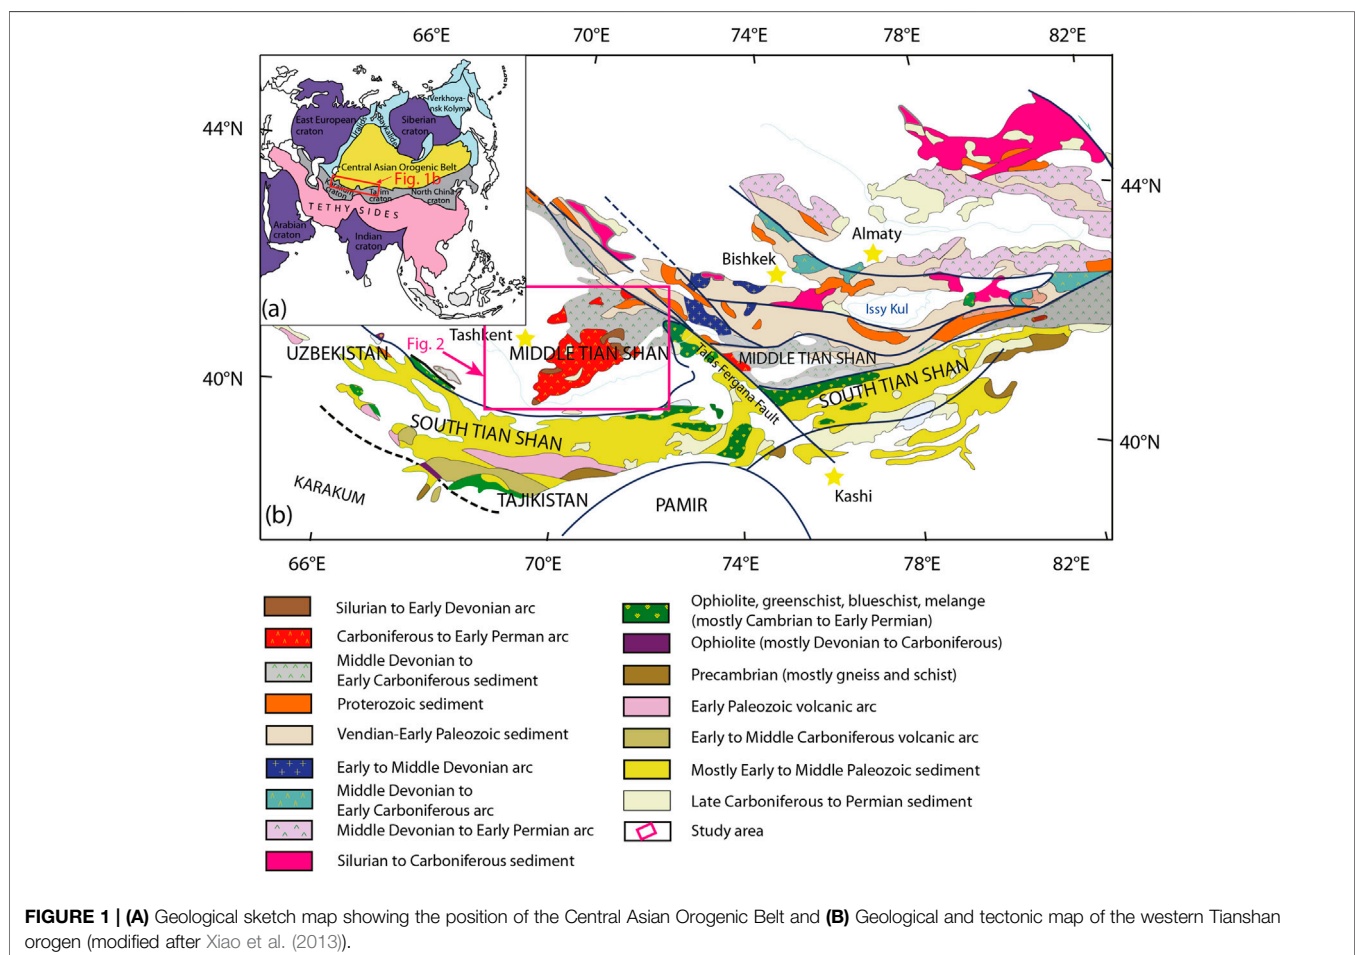 66°E 70°E 74°E 78°E 82°E
44°N
44°N
40°N
40°N
Verkhoya-
nsk Kolyma
East European
craton
Siberian
craton
Uralides
Baykalides
Central Asian Orogenic Belt
Fig. 1b
Karakum
craton
Tarim
craton
North China
craton
TETHY SIDES
Arabian
craton
Indian
craton
(a)
Almaty
Bishkek
Issy Kul
Tashkent
Fig. 2
UZBEKISTAN
MIDDLE TIAN SHAN
MIDDLE TIAN SHAN
Talas Fergana Fault
SOUTH TIAN SHAN
SOUTH TIAN SHAN
KARAKUM
TAJIKISTAN
PAMIR
Kashi
(b)
66°E 70°E 74°E 78°E 82°E
Silurian to Early Devonian arc
Carboniferous to Early Perman arc
Middle Devonian to
Early Carboniferous sediment
Proterozoic sediment
Vendian-Early Paleozoic sediment
Early to Middle Devonian arc
Middle Devonian to
Early Carboniferous arc
Middle Devonian to Early Permian arc
Silurian to Carboniferous sediment
Ophiolite, greenschist, blueschist, melange
(mostly Cambrian to Early Permian)
Ophiolite (mostly Devonian to Carboniferous)
Precambrian (mostly gneiss and schist)
Early Paleozoic volcanic arc
Early to Middle Carboniferous volcanic arc
Mostly Early to Middle Paleozoic sediment
Late Carboniferous to Permian sediment
Study area
FIGURE 1 | (A) Geological sketch map showing the position of the Central Asian Orogenic Belt and (B) Geological and tectonic map of the western Tianshan
orogen (modified after Xiao et al. (2013)).